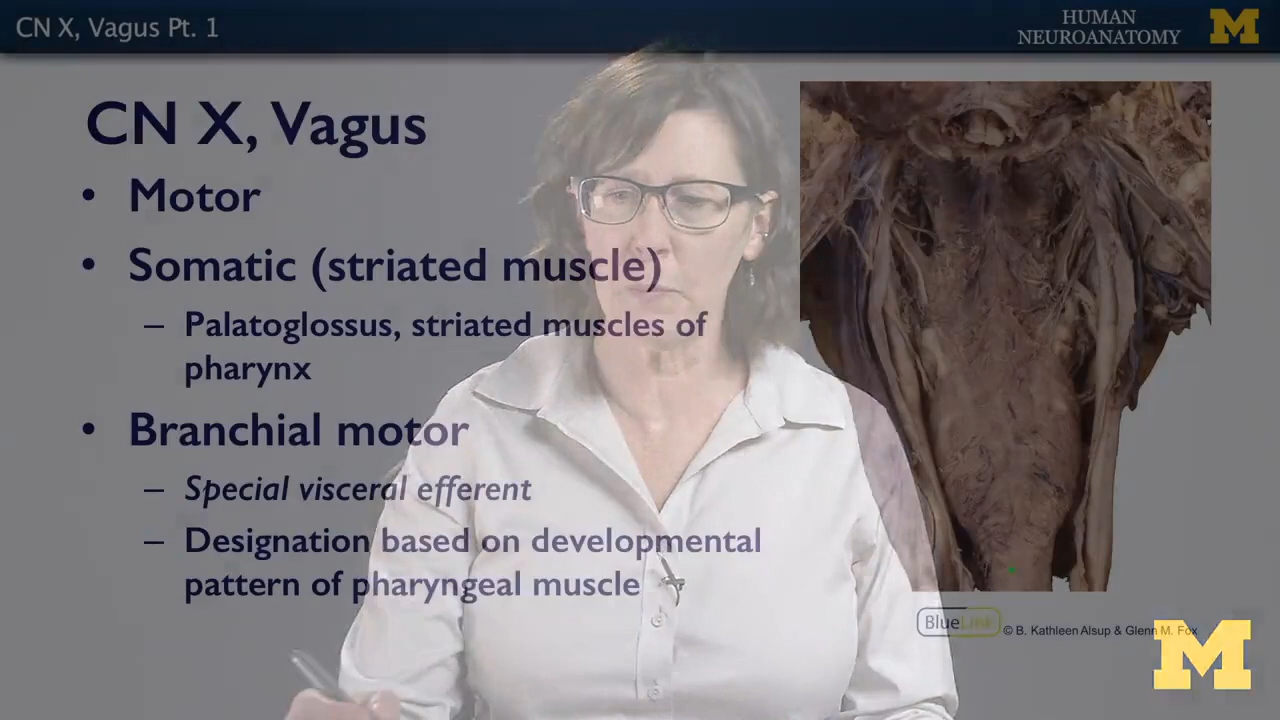 CN X, Vagus Pt. 1
HUMAN
NEUROANATOMY
M
CN X, Vagus
• Motor
• Somatic (striated muscle)
– Palatoglossus, striated muscles of
pharynx
• Branchial motor
– Special visceral efferent
– Designation based on developmental
pattern of pharyngeal muscle
BlueLink
© B. Kathleen Alsup & Glenn M. Fox
M